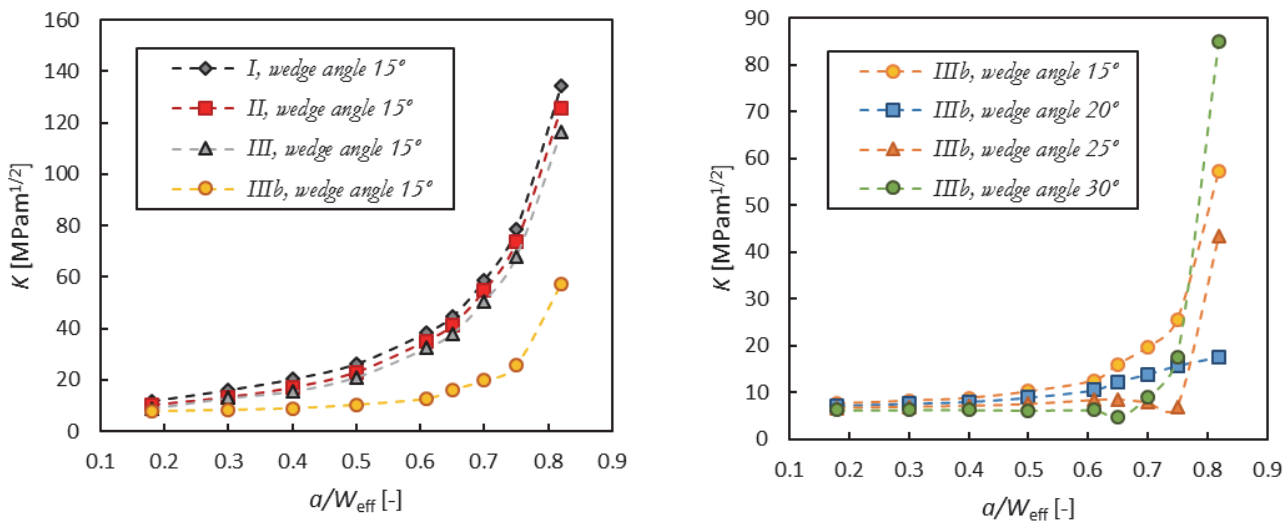 160
140
120
100
80
60
40
20
0
K [MPam1/2]
I, wedge angle 15°
II, wedge angle 15°
III, wedge angle 15°
IIIb, wedge angle 15°
0.1 0.2 0.3 0.4 0.5 0.6 0.7 0.8 0.9
a/Weff [-]
90
80
70
60
50
40
30
20
10
0
K [MPam1/2]
IIIb, wedge angle 15°
IIIb, wedge angle 20°
IIIb, wedge angle 25°
IIIb, wedge angle 30°
0.1 0.2 0.3 0.4 0.5 0.6 0.7 0.8 0.9
a/Weff [-]